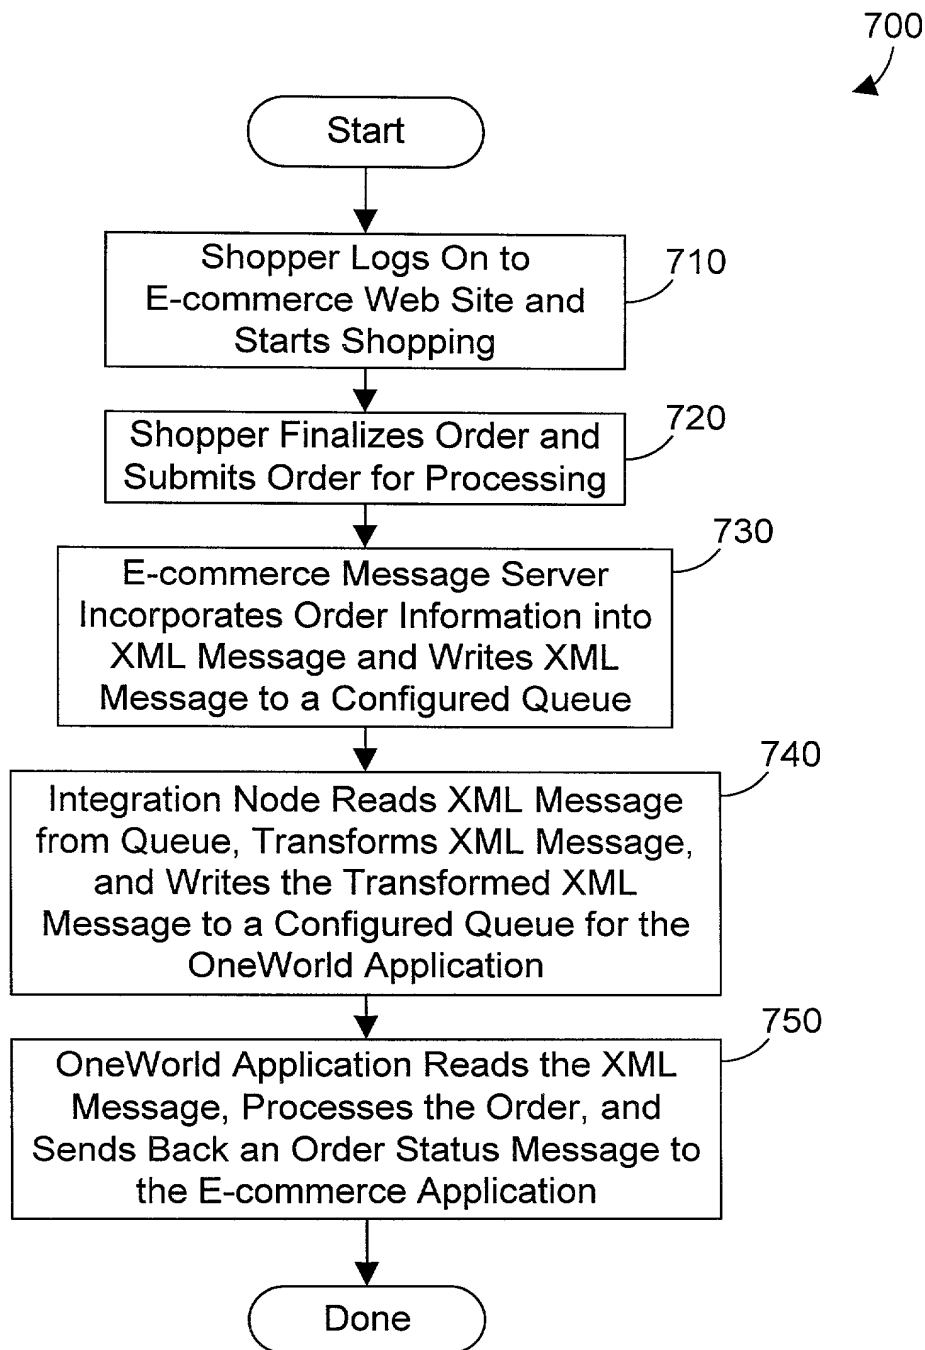 700
Start
Shopper Logs On to
E-commerce Web Site and
Starts Shopping
710
Shopper Finalizes Order and
Submits Order for Processing
720
E-commerce Message Server
Incorporates Order Information into
XML Message and Writes XML
Message to a Configured Queue
730
Integration Node Reads XML Message
from Queue, Transforms XML Message,
and Writes the Transformed XML
Message to a Configured Queue for the
OneWorld Application
740
OneWorld Application Reads the XML
Message, Processes the Order, and
Sends Back an Order Status Message to
the E-commerce Application
750
Done